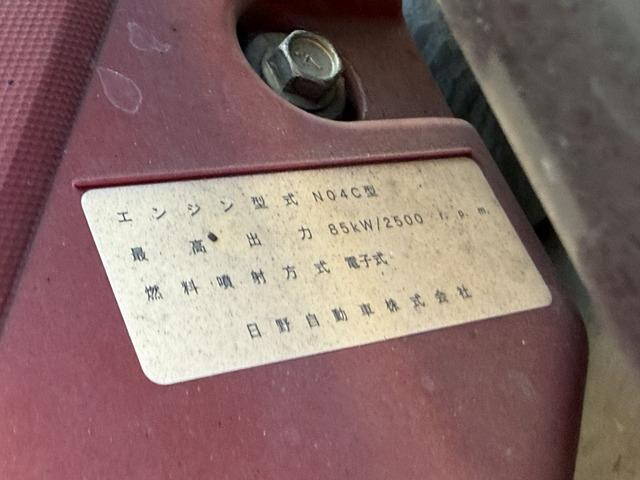 エンジン型式 N04C型
最高出力 85kW/2500 r.p.m.
燃料噴射方式 電子式
日野自動車株式会社